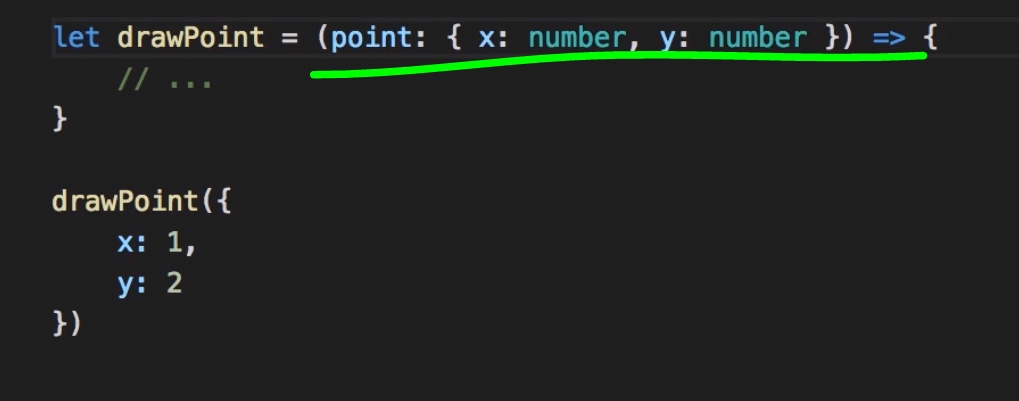 let drawPoint = (point: { x: number, y: number }) => {
    // ...
}
drawPoint({
    x: 1,
    y: 2
})